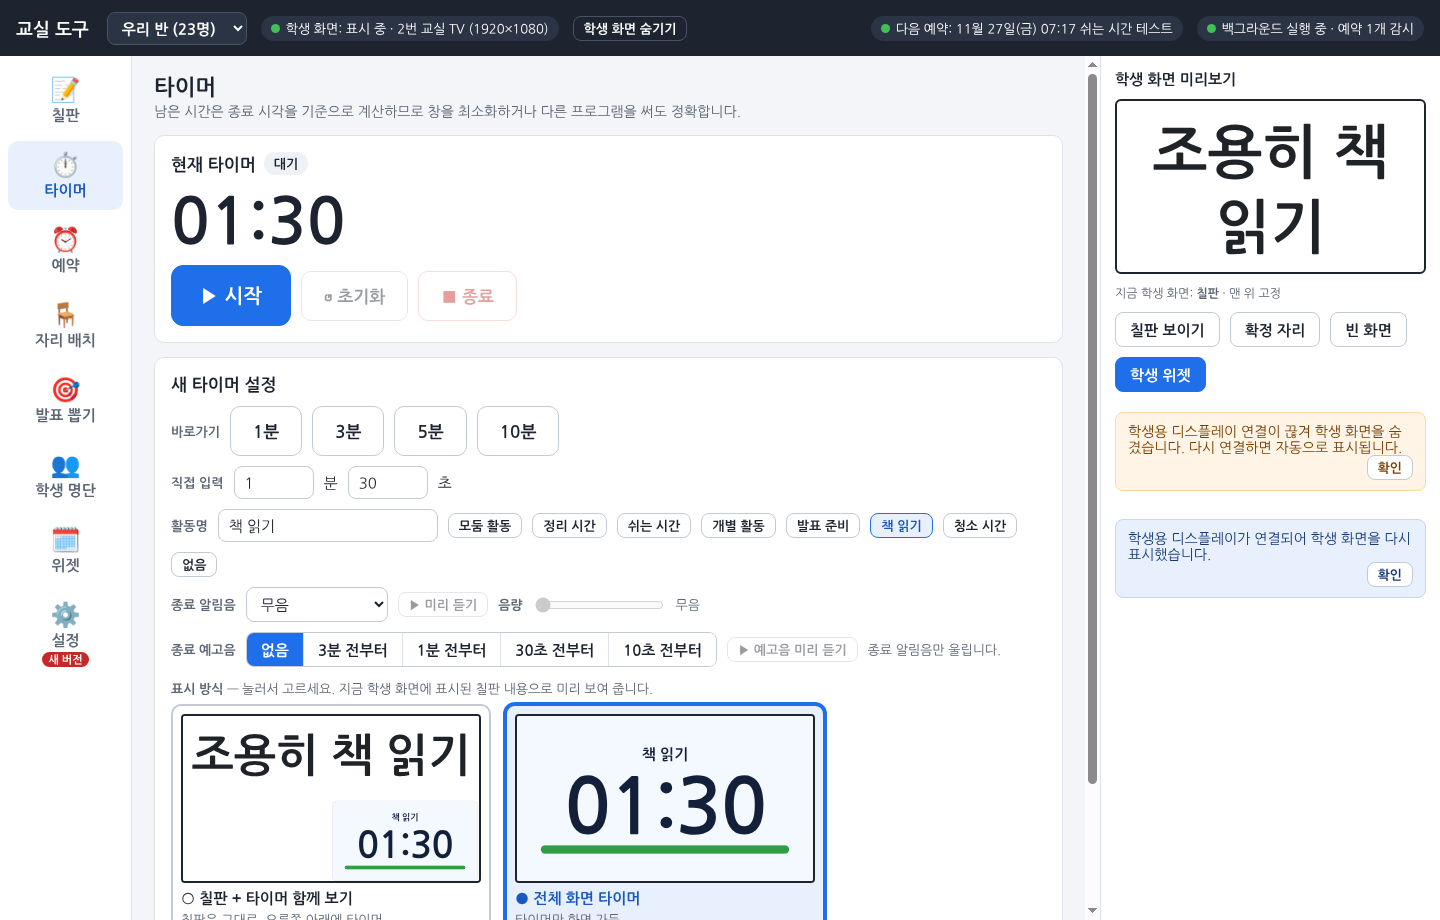 교실 도구
우리 반 (23명)
학생 화면: 표시 중 · 2번 교실 TV (1920×1080)
학생 화면 숨기기
다음 예약: 11월 27일(금) 07:17 쉬는 시간 테스트
백그라운드 실행 중 · 예약 1개 감시
칠판
타이머
예약
자리 배치
발표 뽑기
학생 명단
위젯
설정
새 버전
타이머
남은 시간은 종료 시각을 기준으로 계산하므로 창을 최소화하거나 다른 프로그램을 써도 정확합니다.
현재 타이머 대기
01:30
▶ 시작
초기화
■ 종료
새 타이머 설정
바로가기 1분 3분 5분 10분
직접 입력 1 분 30 초
활동명 책 읽기 모둠 활동 정리 시간 쉬는 시간 개별 활동 발표 준비 책 읽기 청소 시간
없음
종료 알림음 무음 ▶ 미리 듣기 음량 무음
종료 예고음 없음 3분 전부터 1분 전부터 30초 전부터 10초 전부터 ▶ 예고음 미리 듣기 종료 알림음만 울립니다.
표시 방식 — 눌러서 고르세요. 지금 학생 화면에 표시된 칠판 내용으로 미리 보여 줍니다.
조용히 책 읽기
책 읽기
01:30
○ 칠판 + 타이머 함께 보기
칠판은 그대로, 오른쪽 아래에 타이머
책 읽기
01:30
● 전체 화면 타이머
타이머만 화면 가득
학생 화면 미리보기
조용히 책
읽기
지금 학생 화면: 칠판 · 맨 위 고정
칠판 보이기 확정 자리 빈 화면
학생 위젯
학생용 디스플레이 연결이 끊겨 학생 화면을 숨
겼습니다. 다시 연결하면 자동으로 표시됩니다.
확인
학생용 디스플레이가 연결되어 학생 화면을 다시
표시했습니다.
확인